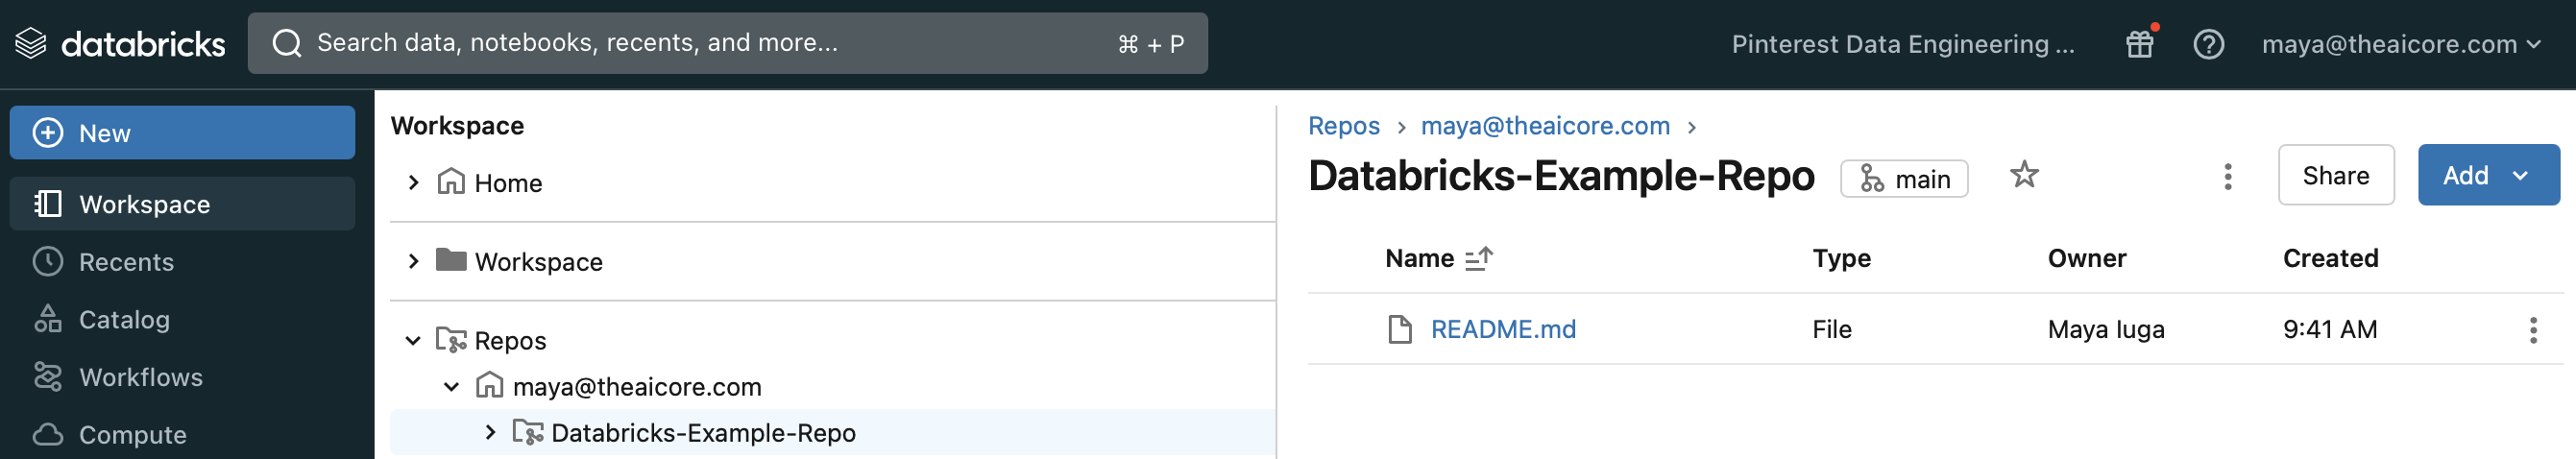 databricks
Search data, notebooks, recents, and more...
⌘ + P
Pinterest Data Engineering ...
maya@theaicore.com
New
Workspace
Recents
Catalog
Workflows
Compute
Workspace
Home
Workspace
Repos
maya@theaicore.com
Databricks-Example-Repo
Repos > maya@theaicore.com >
Databricks-Example-Repo main
Share
Add
Name Type Owner Created
README.md File Maya Iuga 9:41 AM